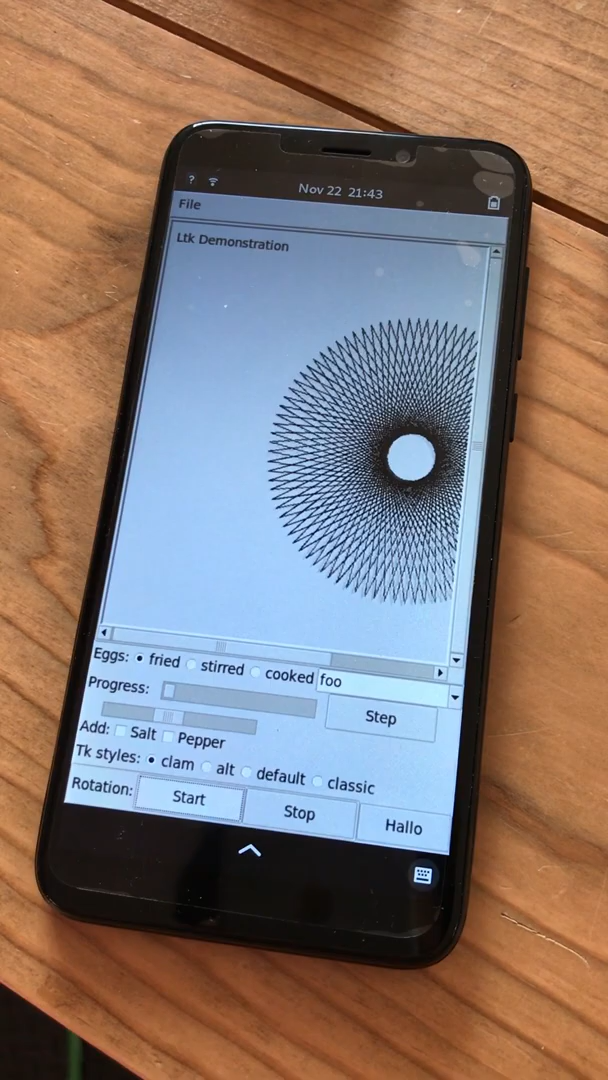 ? Nov 22 21:43
File
Ltk Demonstration
Eggs: fried stirred cooked foo
Progress: Step
Add: Salt Pepper
Tk styles: clam alt default classic
Rotation: Start Stop Hallo